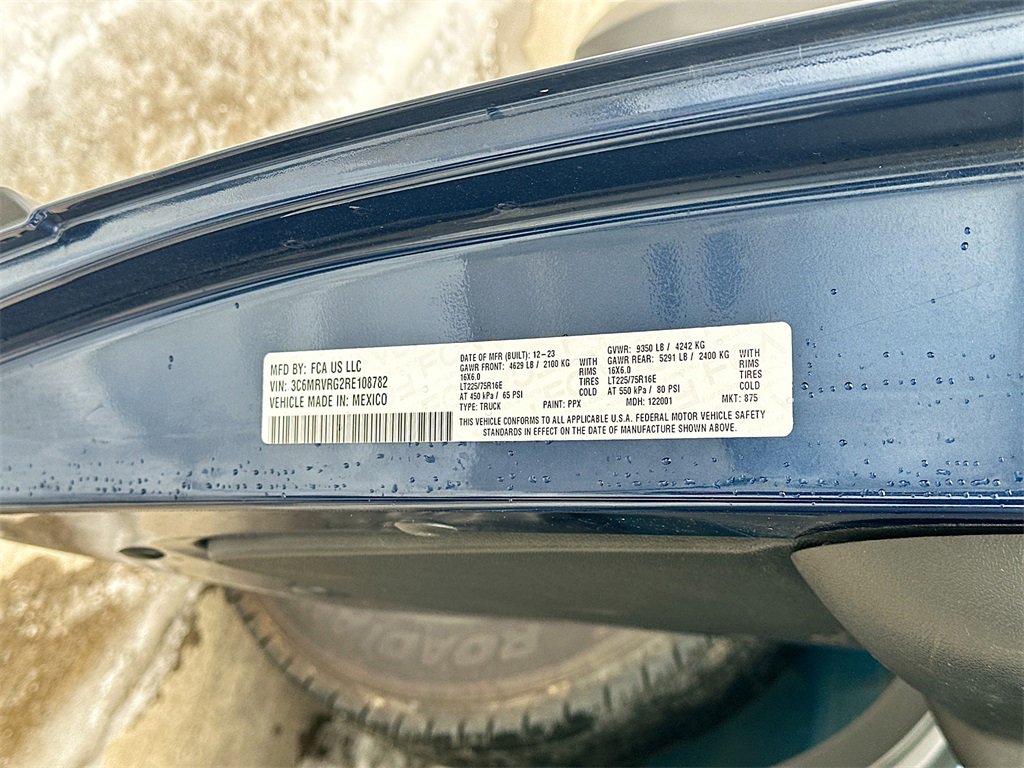 MFD BY: FCA US LLC
VIN: 3C6MRVRG2RE108782
VEHICLE MADE IN: MEXICO
DATE OF MFR (BUILT): 12-23
GAWR FRONT: 4629 LB / 2100 KG WITH
16X6.0 RIMS
LT225/75R16E TIRES
AT 450 kPa / 65 PSI COLD
TYPE: TRUCK PAINT: PPX
GVWR: 9350 LB / 4242 KG
GAWR REAR: 5291 LB / 2400 KG WITH
16X6.0 RIMS
LT225/75R16E TIRES
AT 550 kPa / 80 PSI COLD
MDH: 122001 MKT: 875
THIS VEHICLE CONFORMS TO ALL APPLICABLE U.S.A. FEDERAL MOTOR VEHICLE SAFETY
STANDARDS IN EFFECT ON THE DATE OF MANUFACTURE SHOWN ABOVE.
ROADIA